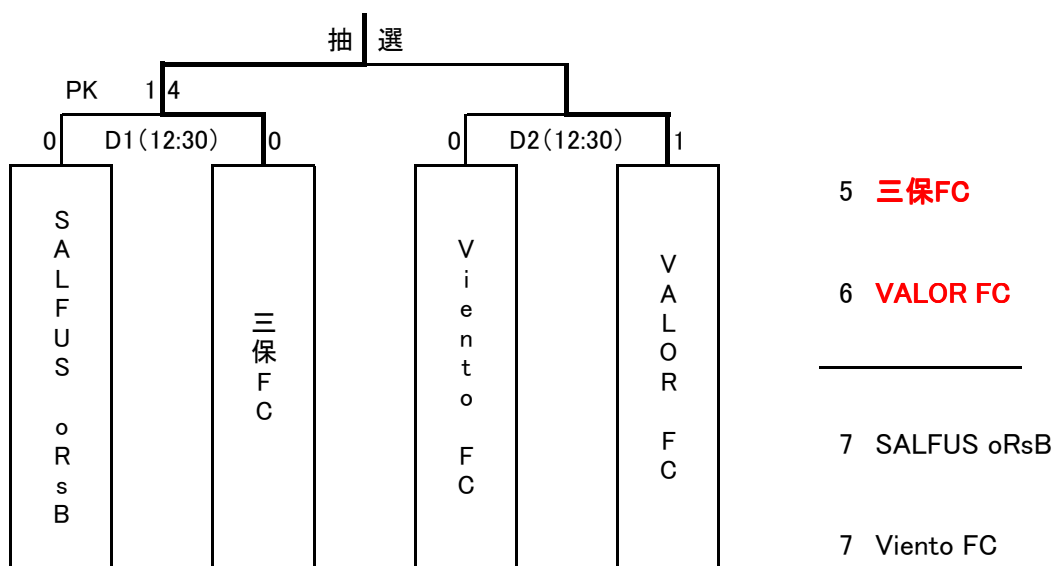 抽 選
PK 1 4
0 D1(12:30) 0
0 D2(12:30) 1
SALFUS oRsB
三保FC
Viento FC
VALOR FC
5 三保FC
6 VALOR FC
7 SALFUS oRsB
7 Viento FC